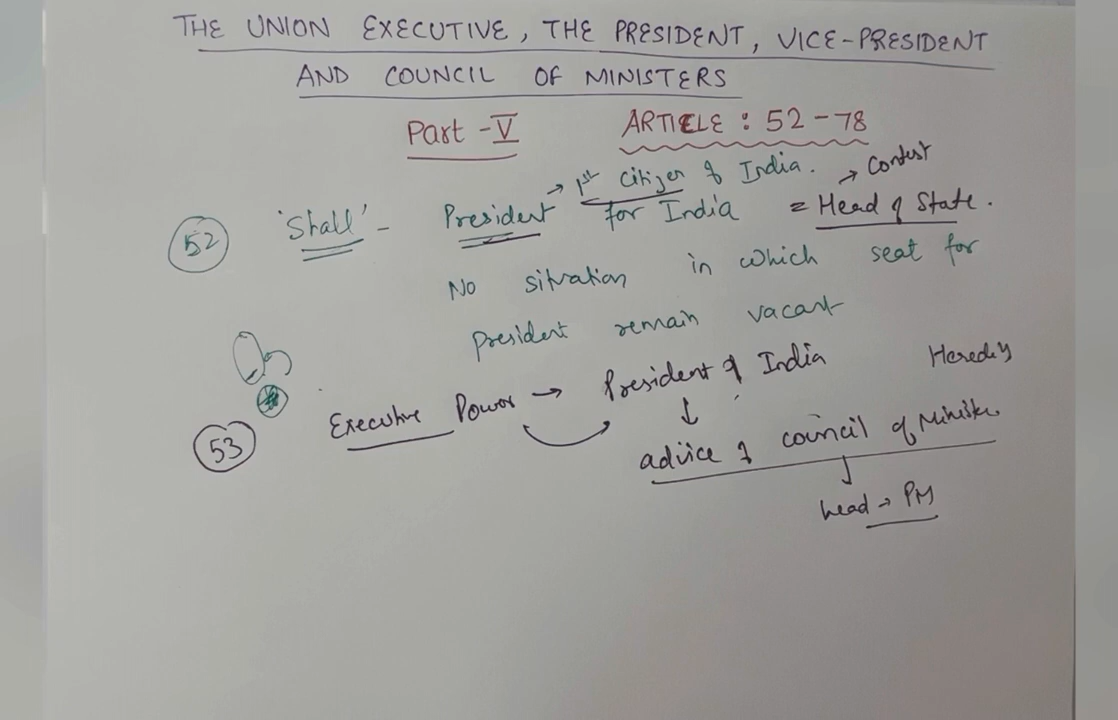 THE UNION EXECUTIVE, THE PRESIDENT, VICE-PRESIDENT
AND COUNCIL OF MINISTERS
Part -V ARTICLE : 52-78
→ 1st citizen of India. → Contest
52 'Shall' - President for India = Head of State.
No situation in which seat for
president remain vacant
Executive Power → President of India
53 ↓
advice of council of Ministers
↓
head → PM